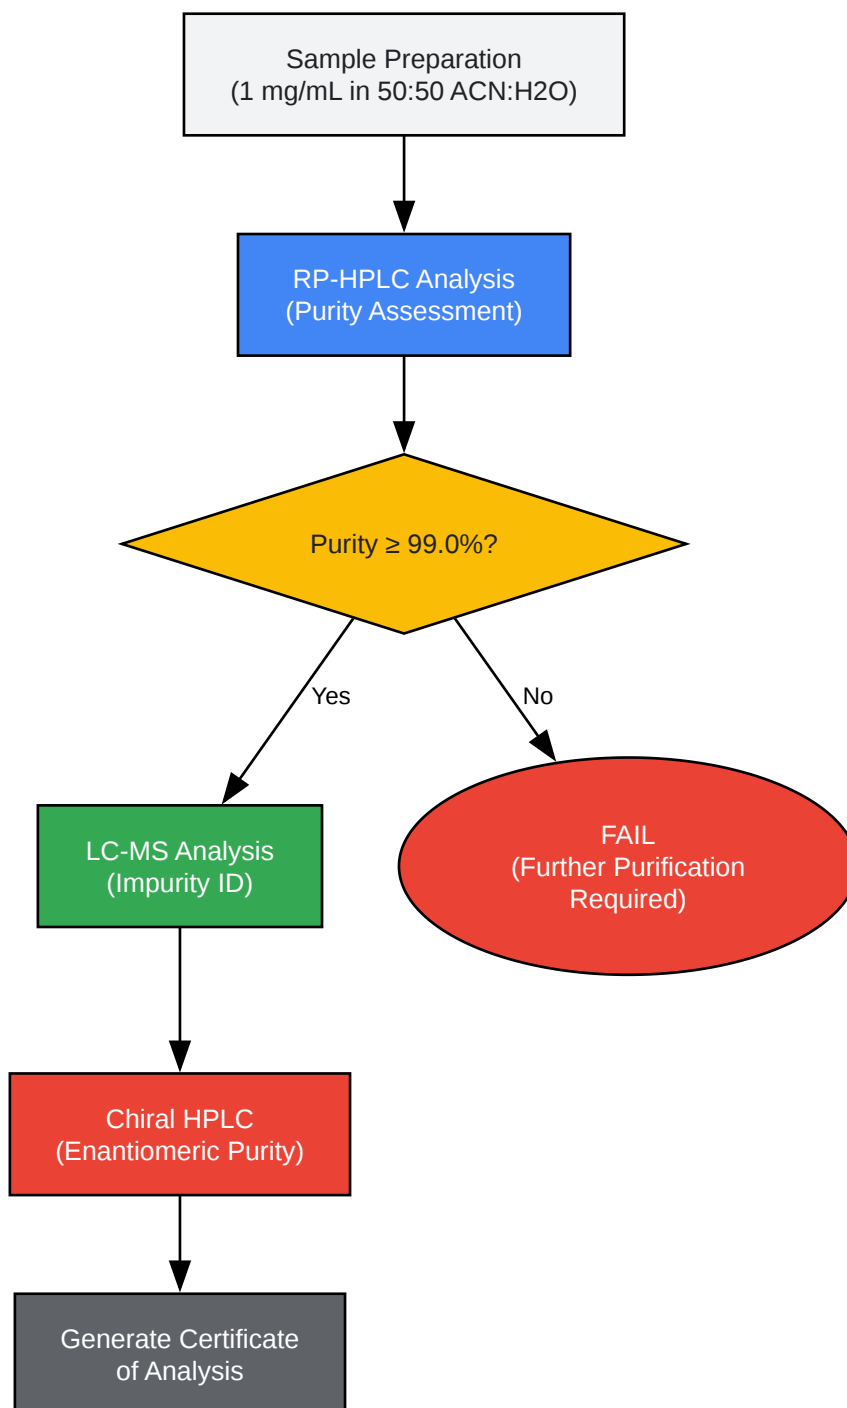 Sample Preparation
(1 mg/mL in 50:50 ACN:H2O)
RP-HPLC Analysis
(Purity Assessment)
Purity ≥ 99.0%?
Yes
No
LC-MS Analysis
(Impurity ID)
FAIL
(Further Purification
Required)
Chiral HPLC
(Enantiomeric Purity)
Generate Certificate
of Analysis